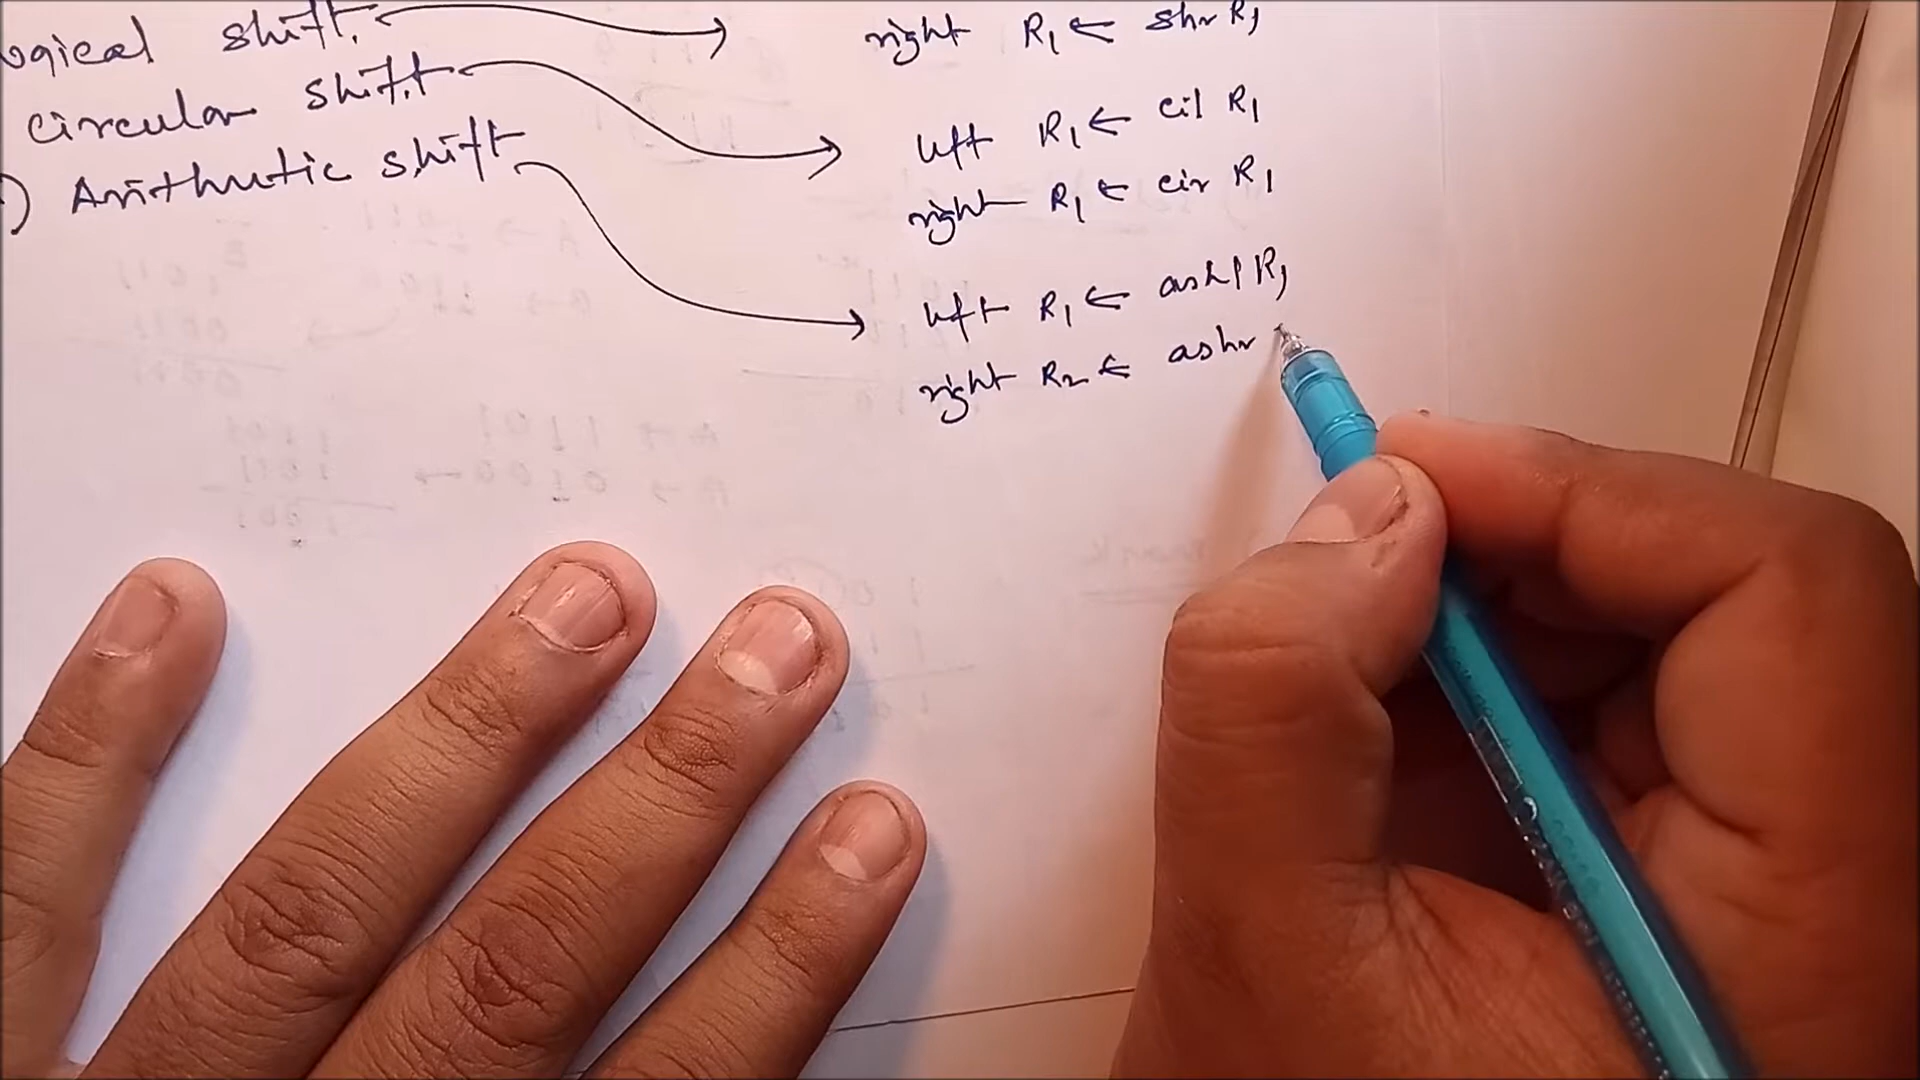 ogical shift.
circular shift
) Arithmetic shift
right R1 ← shr R1
left R1 ← cil R1
right R1 ← cir R1
left R1 ← ashl R1
right R2 ← ashr